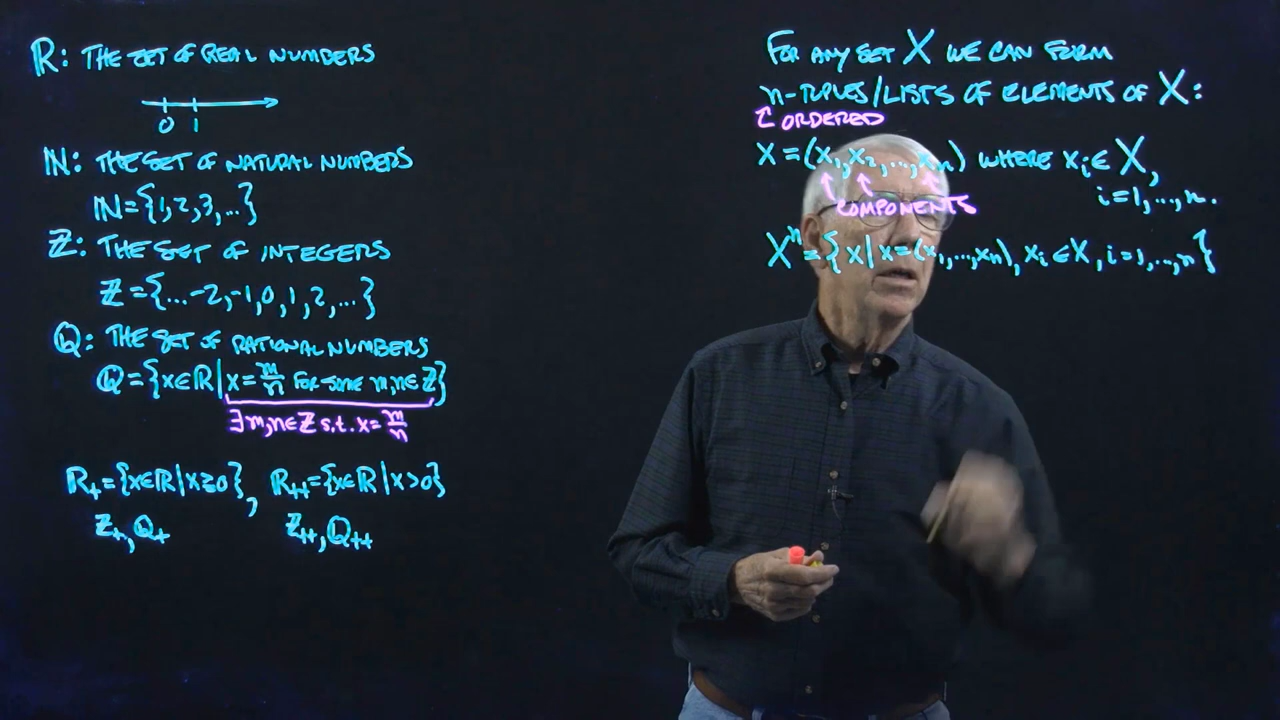 ℝ: THE SET OF REAL NUMBERS
0 1
ℕ: THE SET OF NATURAL NUMBERS
ℕ={1,2,3,...}
ℤ: THE SET OF INTEGERS
ℤ={...-2,-1,0,1,2,...}
ℚ: THE SET OF RATIONAL NUMBERS
ℚ={x∈ℝ|x=m/n FOR SOME m,n∈ℤ}
∃m,n∈ℤ s.t. x=m/n
ℝ₊={x∈ℝ|x≥0}, ℝ₊₊={x∈ℝ|x>0}
ℤ₊,ℚ₊ ℤ₊₊,ℚ₊₊
FOR ANY SET X WE CAN FORM
n-TUPLES/LISTS OF ELEMENTS OF X:
ORDERED
x=(x₁,x₂,...,xₙ) WHERE xᵢ∈X,
i=1,...,n.
COMPONENTS
Xⁿ={x|x=(x₁,...,xₙ),xᵢ∈X,i=1,...,n}